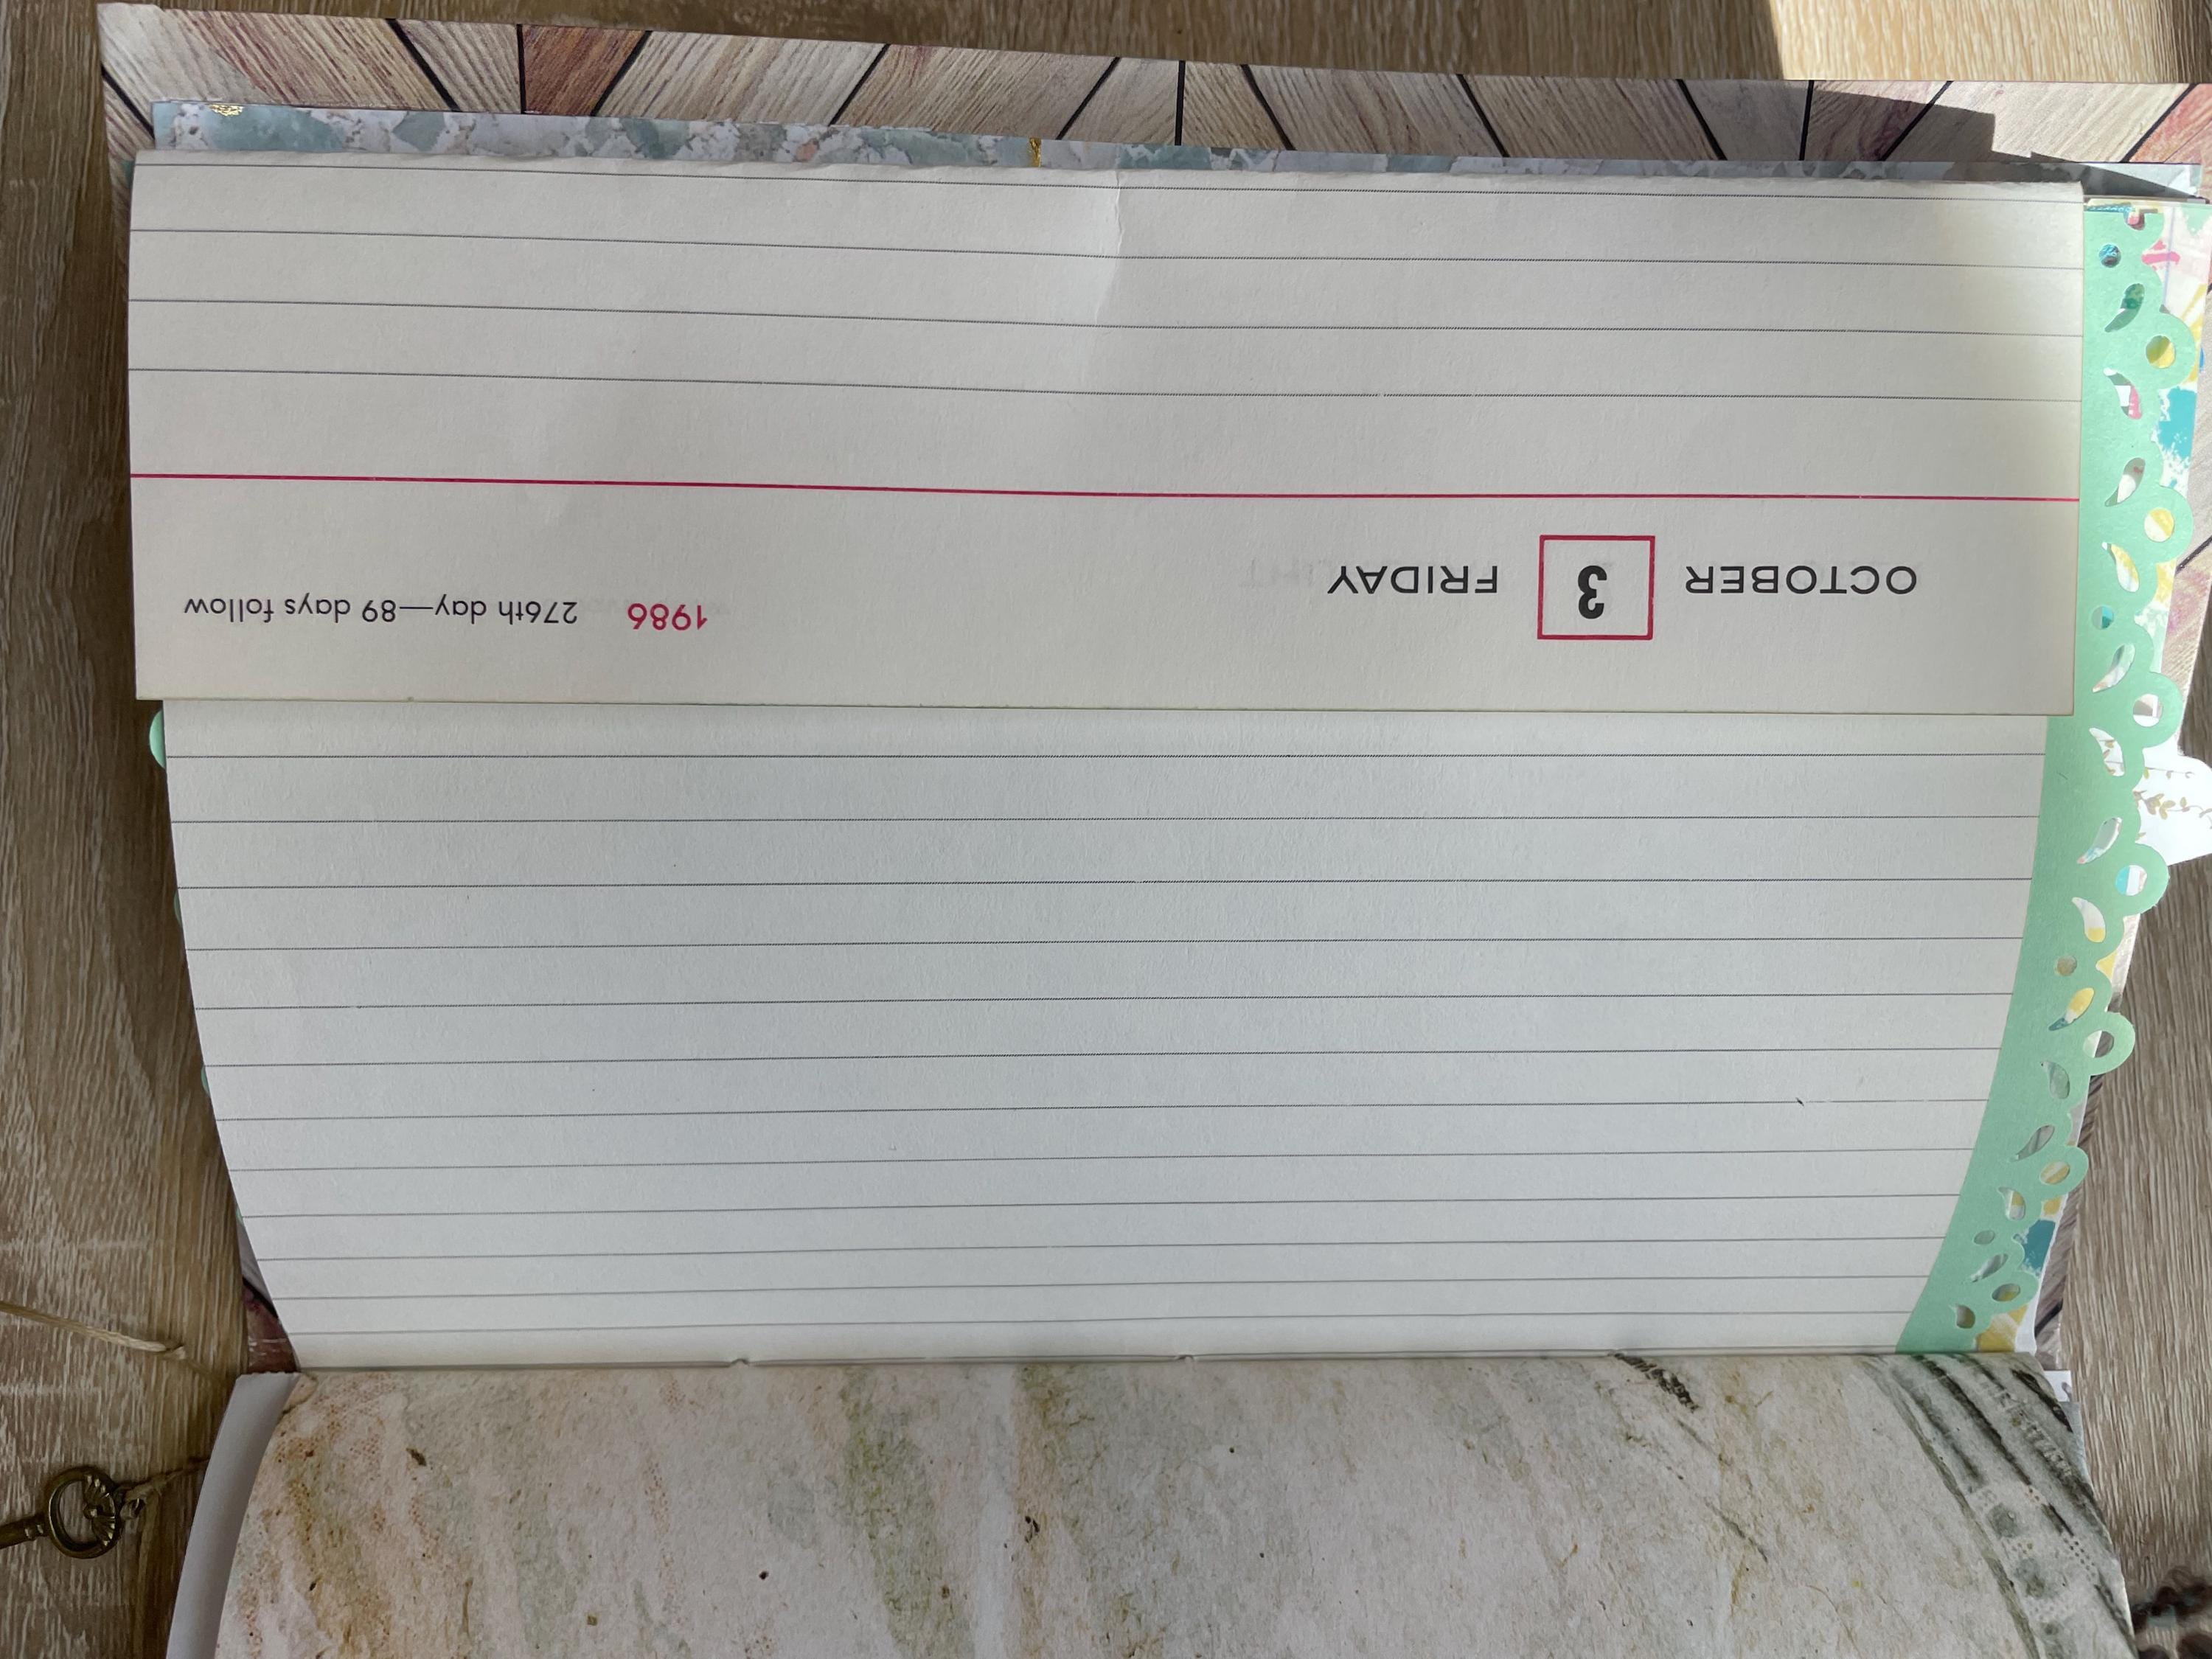 OCTOBER 3 FRIDAY
1986 276th day—89 days follow